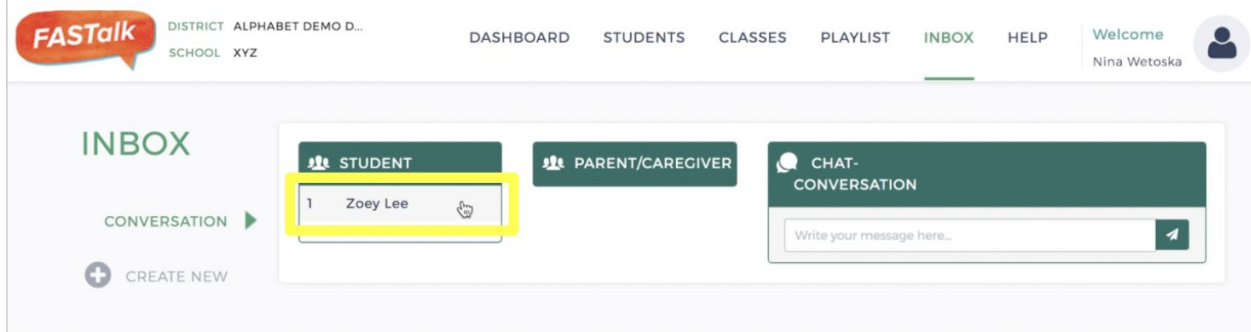 FASTalk
DISTRICT ALPHABET DEMO D...
SCHOOL XYZ
DASHBOARD STUDENTS CLASSES PLAYLIST INBOX HELP
Welcome
Nina Wetoska
INBOX
CONVERSATION
CREATE NEW
STUDENT
1 Zoey Lee
PARENT/CAREGIVER
CHAT-
CONVERSATION
Write your message here...